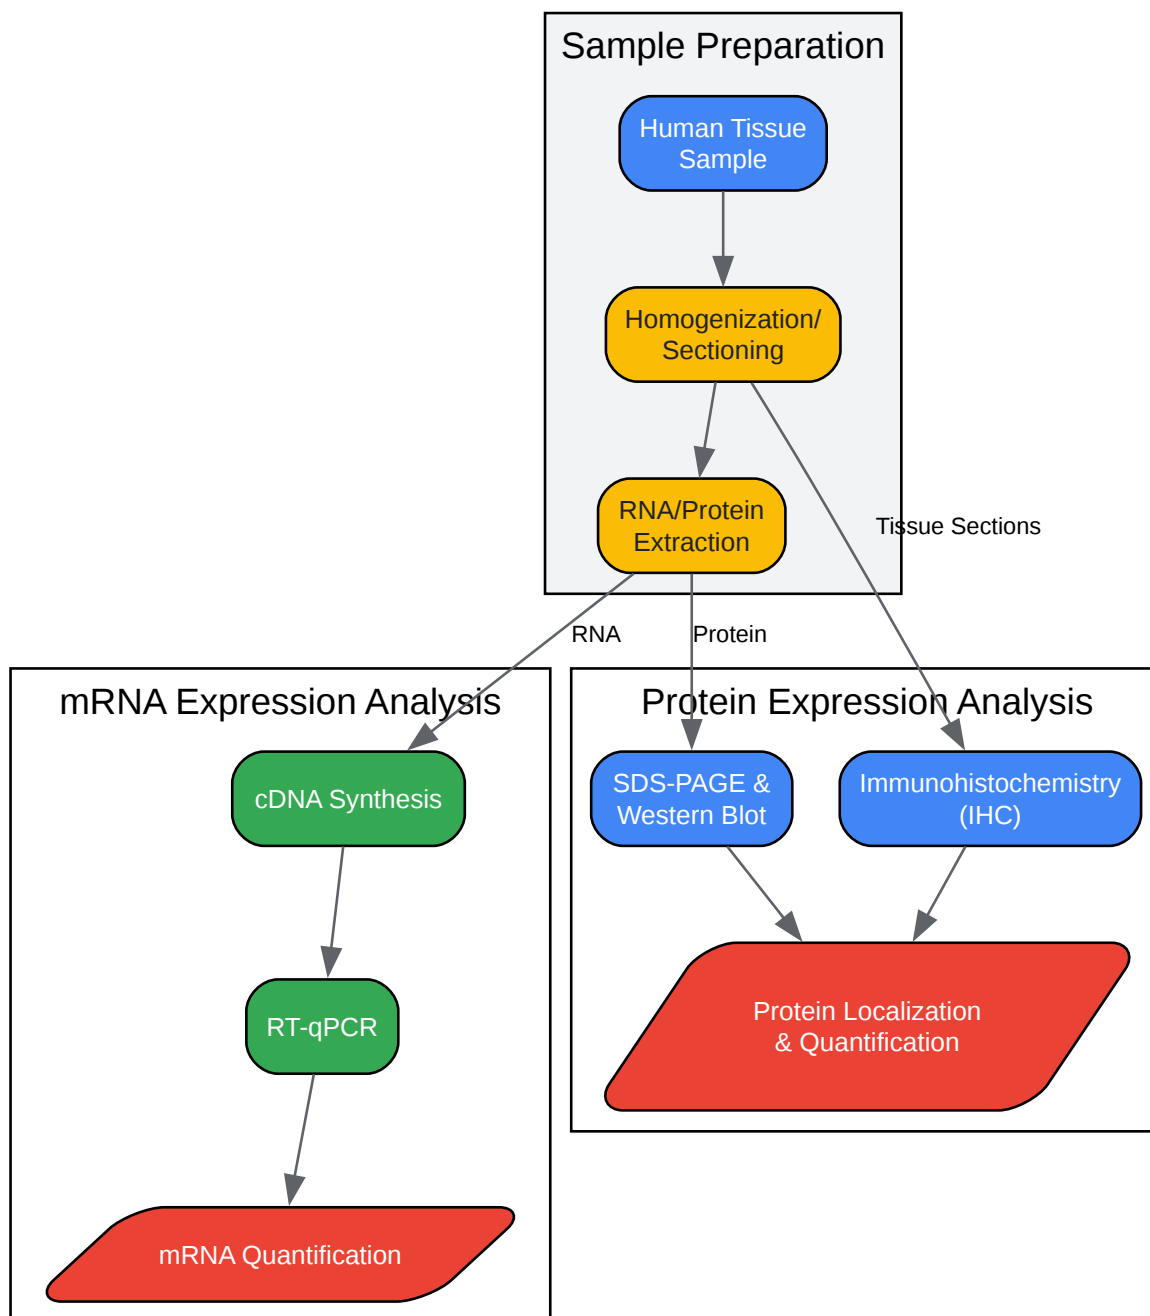 Sample Preparation
Human Tissue
Sample
Homogenization/
Sectioning
RNA/Protein
Extraction
Tissue Sections
RNA
Protein
mRNA Expression Analysis
cDNA Synthesis
RT-qPCR
mRNA Quantification
Protein Expression Analysis
SDS-PAGE &
Western Blot
Immunohistochemistry
(IHC)
Protein Localization
& Quantification